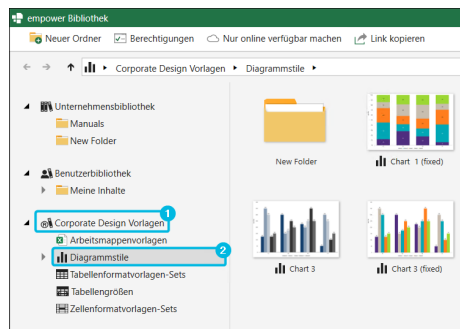 empower Bibliothek
Neuer Ordner Berechtigungen Nur online verfügbar machen Link kopieren
Corporate Design Vorlagen Diagrammstile
Unternehmensbibliothek
Manuals
New Folder
Benutzerbibliothek
Meine Inhalte
1
Corporate Design Vorlagen
Arbeitsmappenvorlagen
2
Diagrammstile
Tabellenformatvorlagen-Sets
Tabellengrößen
Zellenformatvorlagen-Sets
New Folder
Chart 1 (fixed)
Chart 3
Chart 3 (fixed)